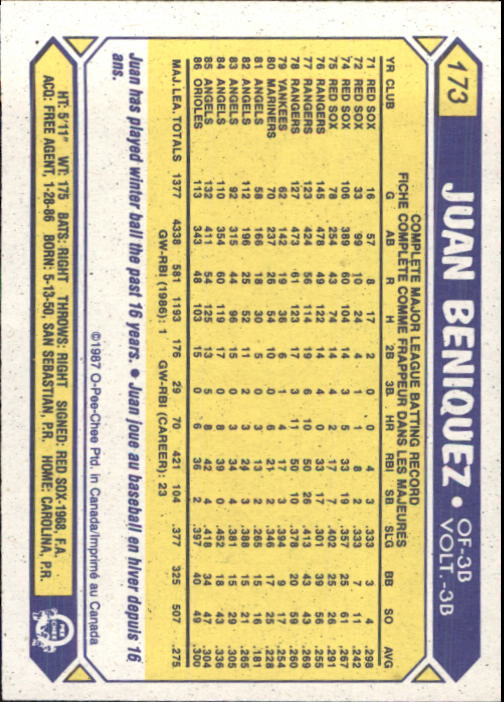 173
JUAN BENIQUEZ • OF-3B
VOLT.-3B
COMPLETE MAJOR LEAGUE BATTING RECORD
FICHE COMPLÈTE COMME FRAPPEUR DANS LES MAJEURES
YR CLUB G AB R H 2B 3B HR RBI SB SLG BB SO AVG
71 RED SOX 16 57 8 17 2 0 0 4 3 .333 3 4 .298
72 RED SOX 33 99 10 24 4 1 1 8 2 .333 7 11 .242
74 RED SOX 106 389 60 104 14 3 5 33 19 .357 25 61 .267
75 RED SOX 78 254 43 74 14 4 2 17 7 .402 25 26 .291
76 RANGERS 145 478 49 122 14 4 0 33 17 .301 39 56 .255
77 RANGERS 123 424 56 114 19 6 10 50 26 .413 43 43 .269
78 RANGERS 127 473 61 123 17 3 11 50 10 .378 20 59 .260
79 YANKEES 62 142 19 36 6 1 4 17 3 .394 9 17 .254
80 MARINERS 70 237 26 54 10 0 6 21 2 .346 17 25 .228
81 ANGELS 58 166 18 30 5 0 3 13 2 .265 15 16 .181
82 ANGELS 112 196 25 52 11 2 3 24 3 .388 15 21 .265
83 ANGELS 92 315 44 96 15 0 3 34 4 .381 15 29 .305
84 ANGELS 110 354 60 119 17 0 8 39 0 .452 18 43 .336
85 ANGELS 132 411 54 125 13 5 8 42 4 .418 34 47 .304
86 ORIOLES 113 343 48 103 15 0 6 36 2 .397 40 49 .300
MAJ. LEA. TOTALS 1377 4338 581 1193 176 29 70 421 104 .377 325 507 .275
GW-RBI (1986): 1 GW-RBI (CAREER): 23
Juan has played winter ball the past 16 years. • Juan joue au baseball en hiver depuis 16
ans.
©1987 O-Pee-Chee Ptd. in Canada/Imprimé au Canada
HT: 5'11" WT: 175 BATS: RIGHT THROWS: RIGHT SIGNED: RED SOX-1968, F.A.
ACQ: FREE AGENT, 1-28-86 BORN: 5-13-50, SAN SEBASTIAN, P.R. HOME: CAROLINA, P.R.
O
PEE
CHEE